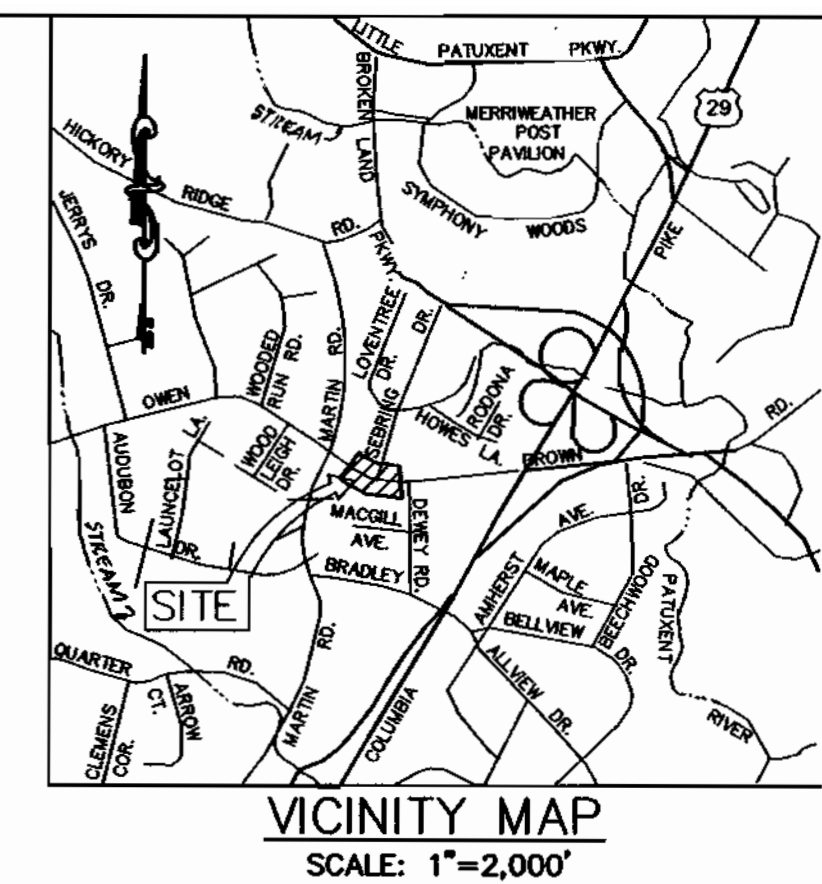 LITTLE PATUXENT PKWY.
BROKEN LAND
PKWY.
29
STREAM
MERRIWEATHER
POST
PAVILION
HICKORY RIDGE RD.
SYMPHONY WOODS
PIKE
JERRYS DR.
LOVENTREE
DR.
SEBRING DR.
WOODED
RUN RD.
MARTIN RD.
RODONA
DR.
HOWES
LA.
OWEN BROWN RD.
AUDUBON
DR.
LAUNCELOT LA.
WOOD
LEIGH
DR.
MACGILL
AVE.
DEWEY RD.
BRADLEY
STREAM
SITE
AMHERST AVE.
MAPLE
AVE.
BELLVIEW
BEECHWOOD
DR.
DR.
PATUXENT
RIVER
ALLVIEW DR.
QUARTER RD.
CLEMENS
COR.
ARROW
CT.
MARTIN RD.
COLUMBIA
VICINITY MAP
SCALE: 1"=2,000'